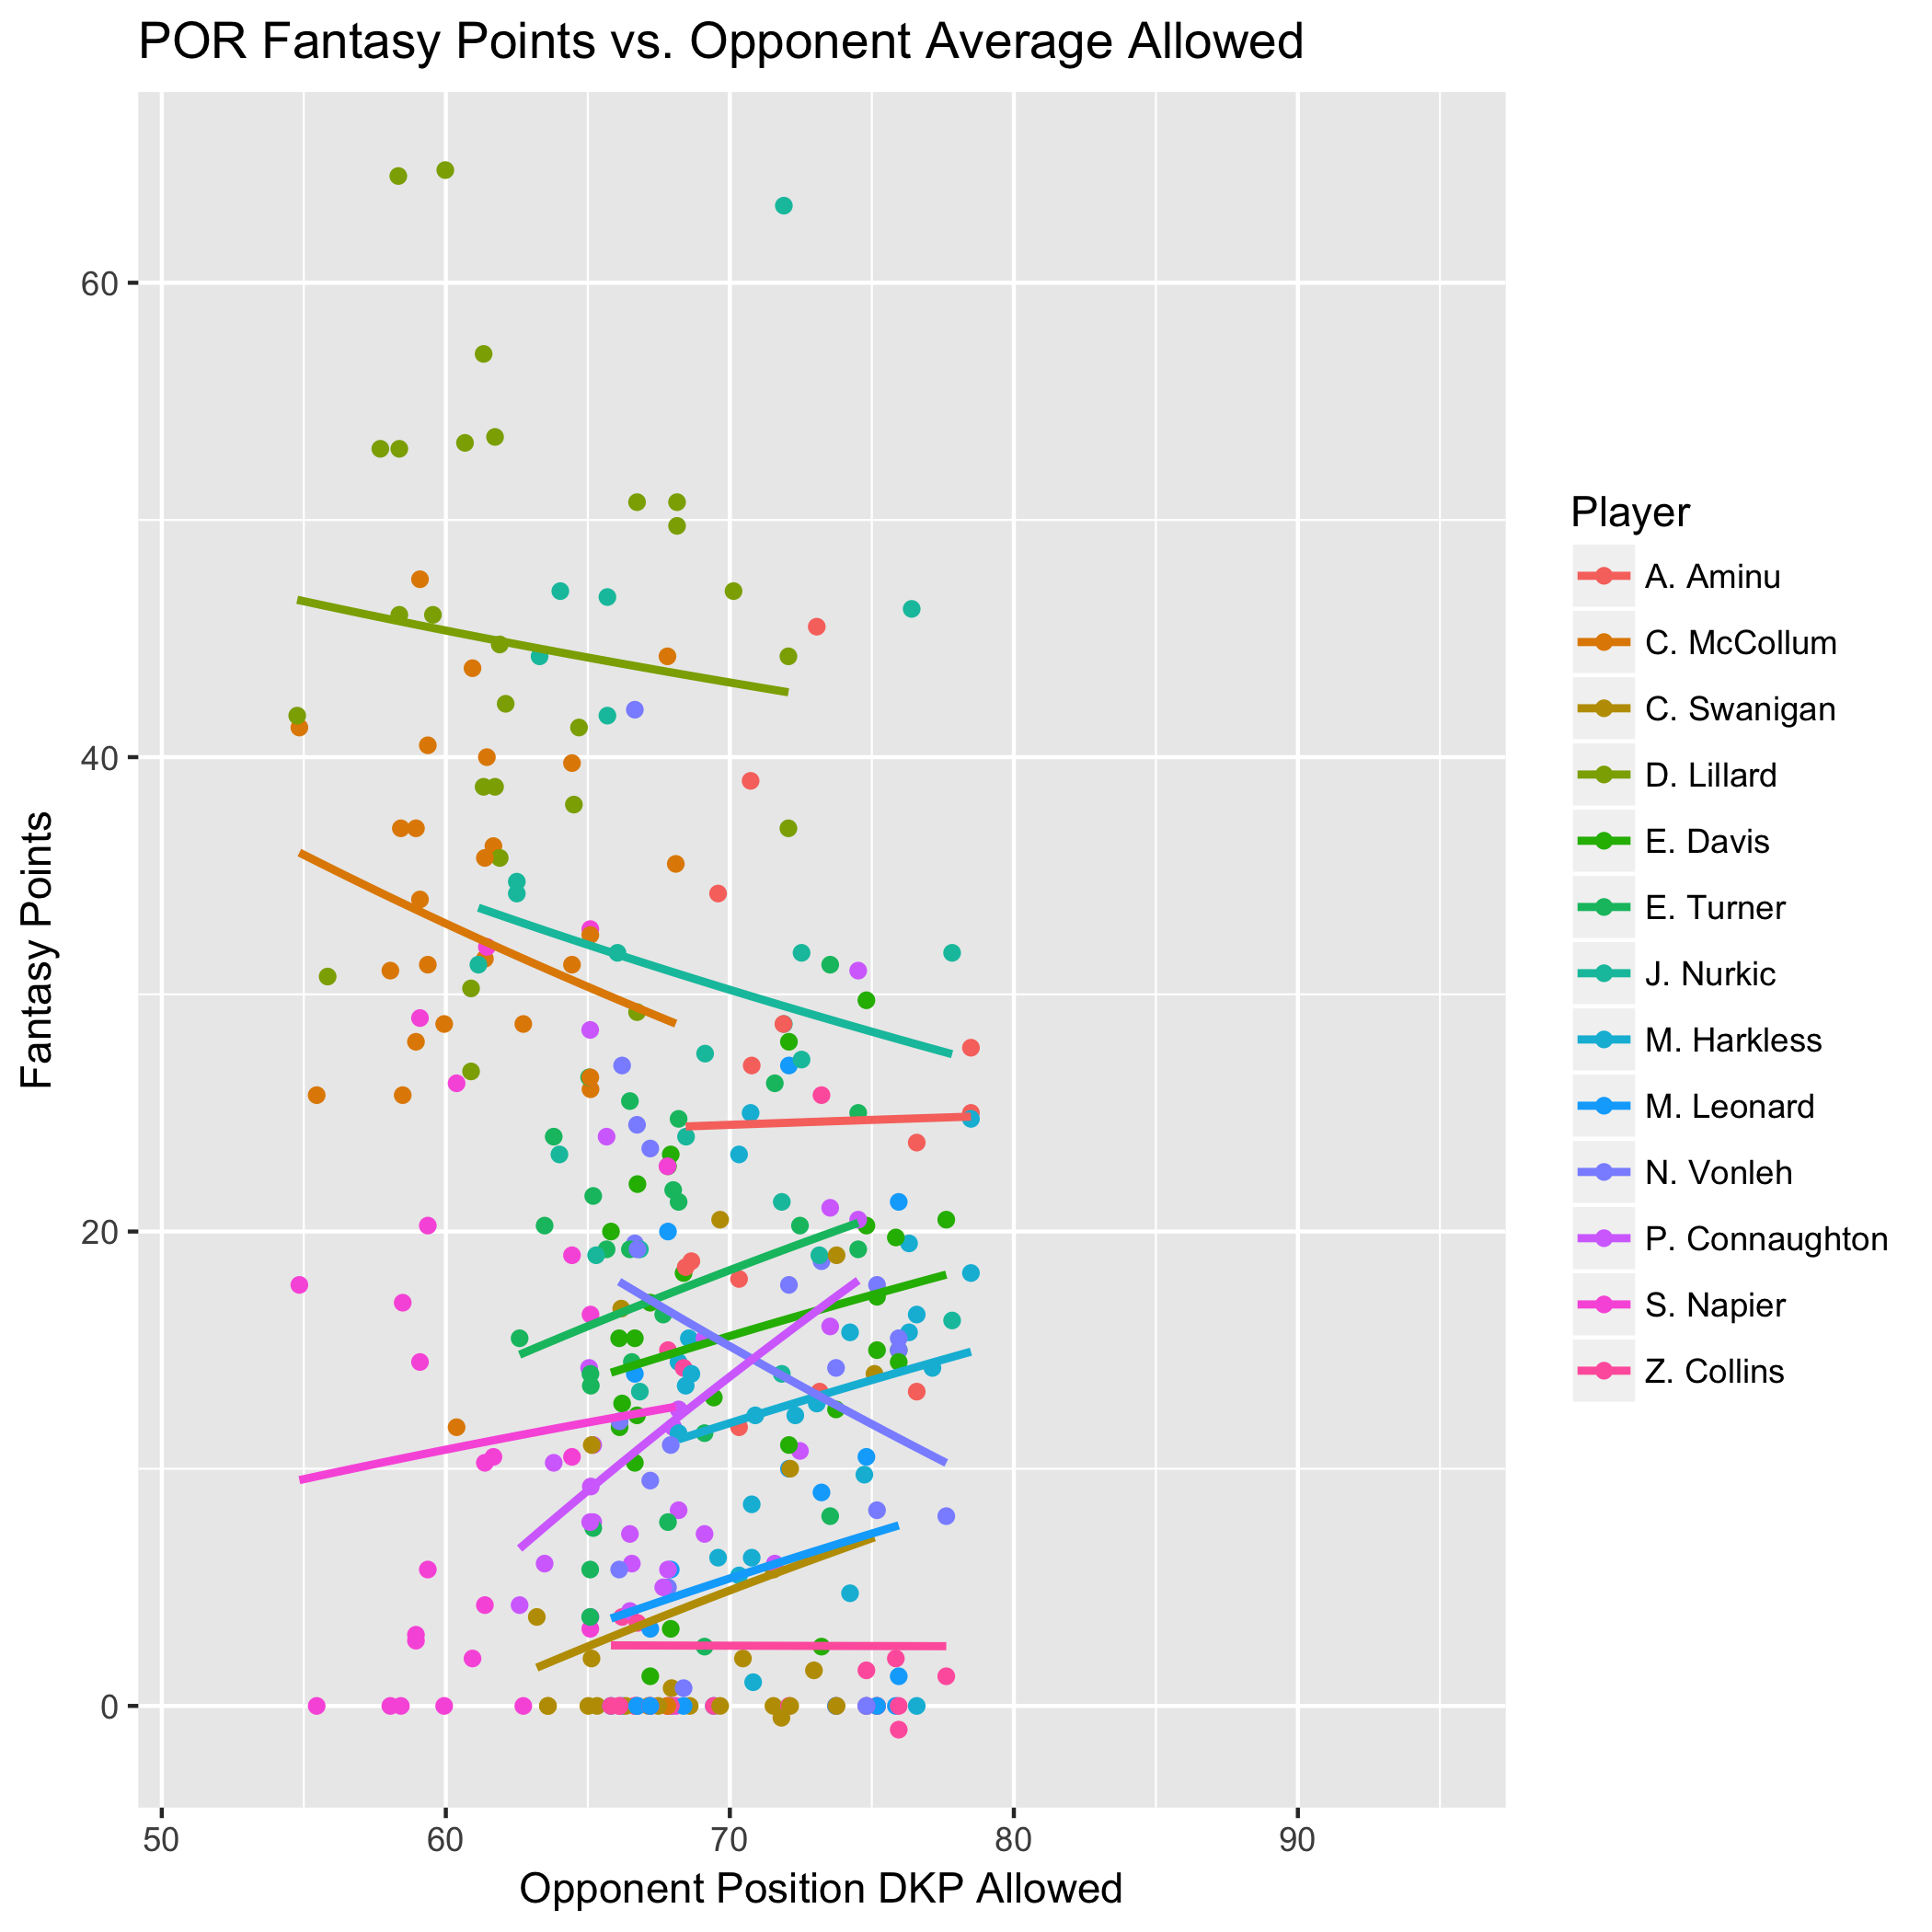 POR Fantasy Points vs. Opponent Average Allowed
Fantasy Points
60
40
20
0
50 60 70 80 90
Opponent Position DKP Allowed
Player
A. Aminu
C. McCollum
C. Swanigan
D. Lillard
E. Davis
E. Turner
J. Nurkic
M. Harkless
M. Leonard
N. Vonleh
P. Connaughton
S. Napier
Z. Collins